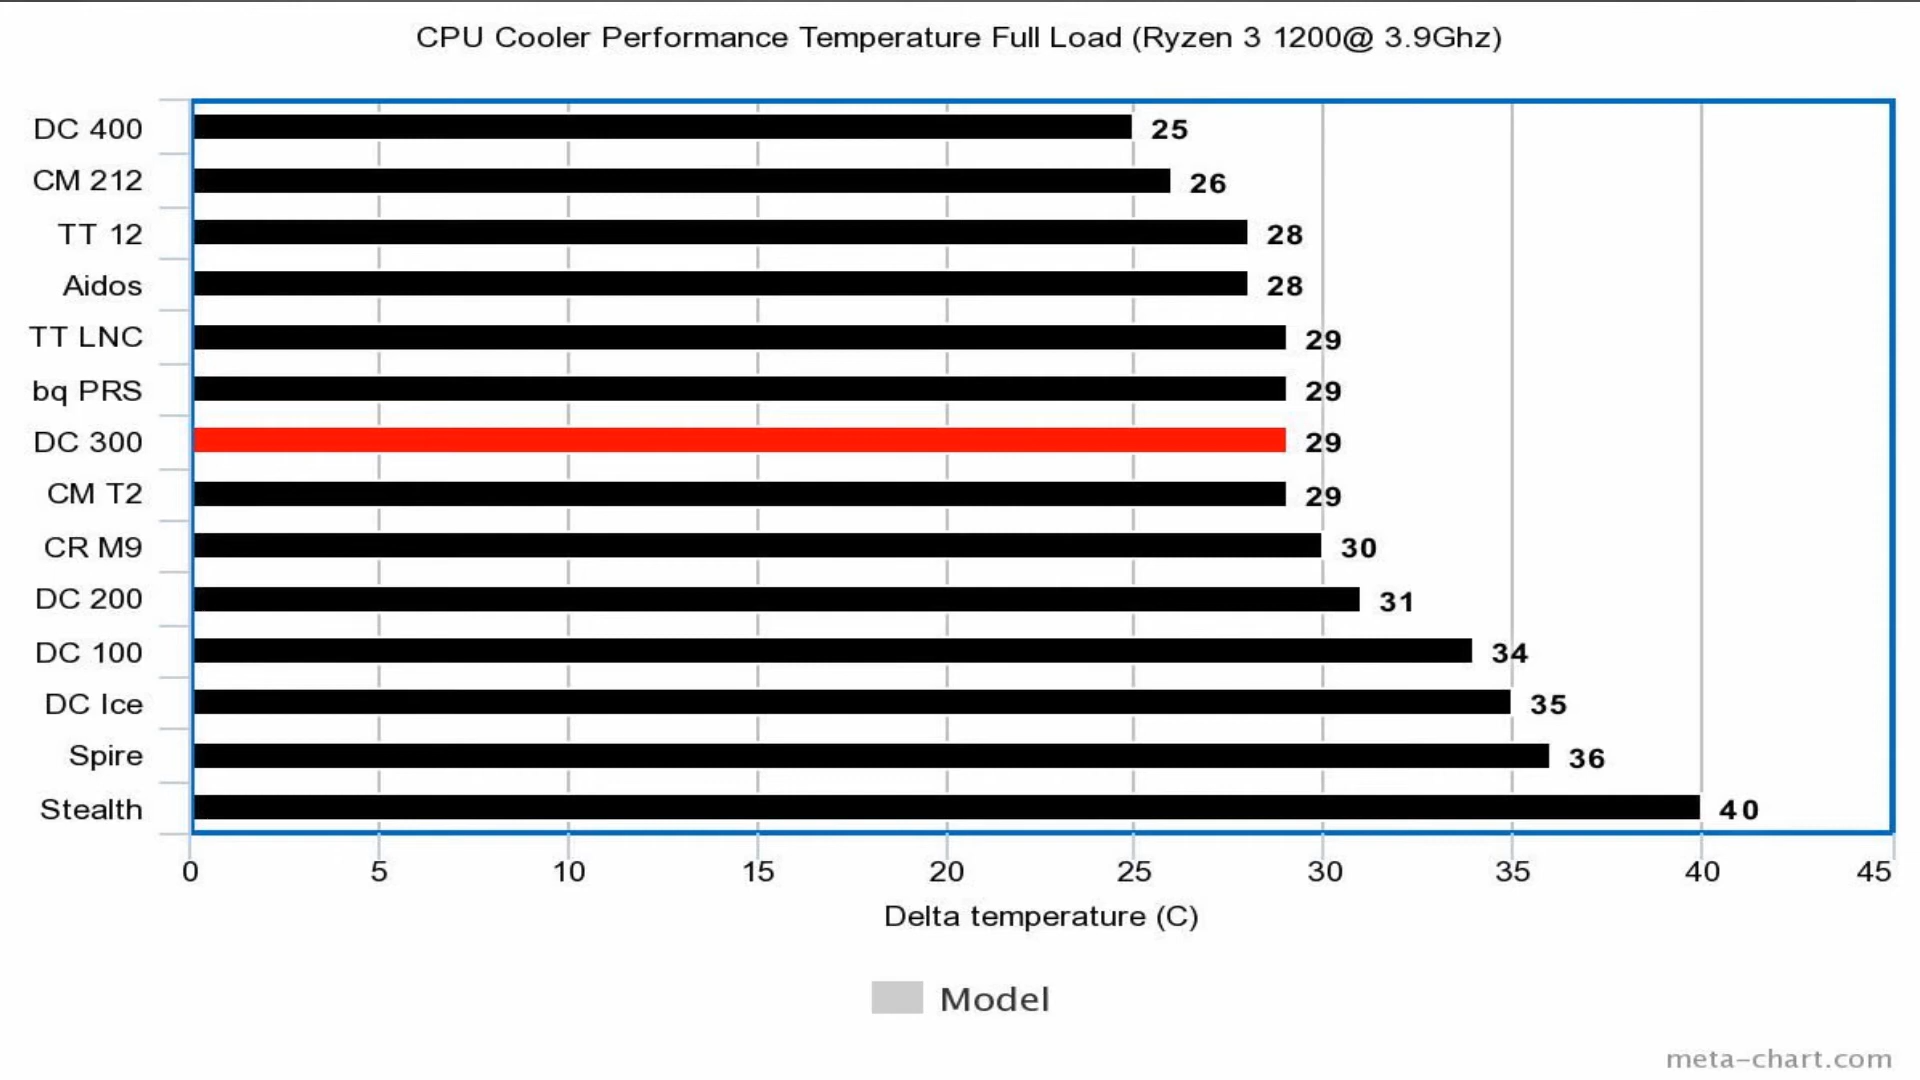 CPU Cooler Performance Temperature Full Load (Ryzen 3 1200@ 3.9Ghz)
DC 400 25
CM 212 26
TT 12 28
Aidos 28
TT LNC 29
bq PRS 29
DC 300 29
CM T2 29
CR M9 30
DC 200 31
DC 100 34
DC Ice 35
Spire 36
Stealth 40
0 5 10 15 20 25 30 35 40 45
Delta temperature (C)
Model
meta-chart.com